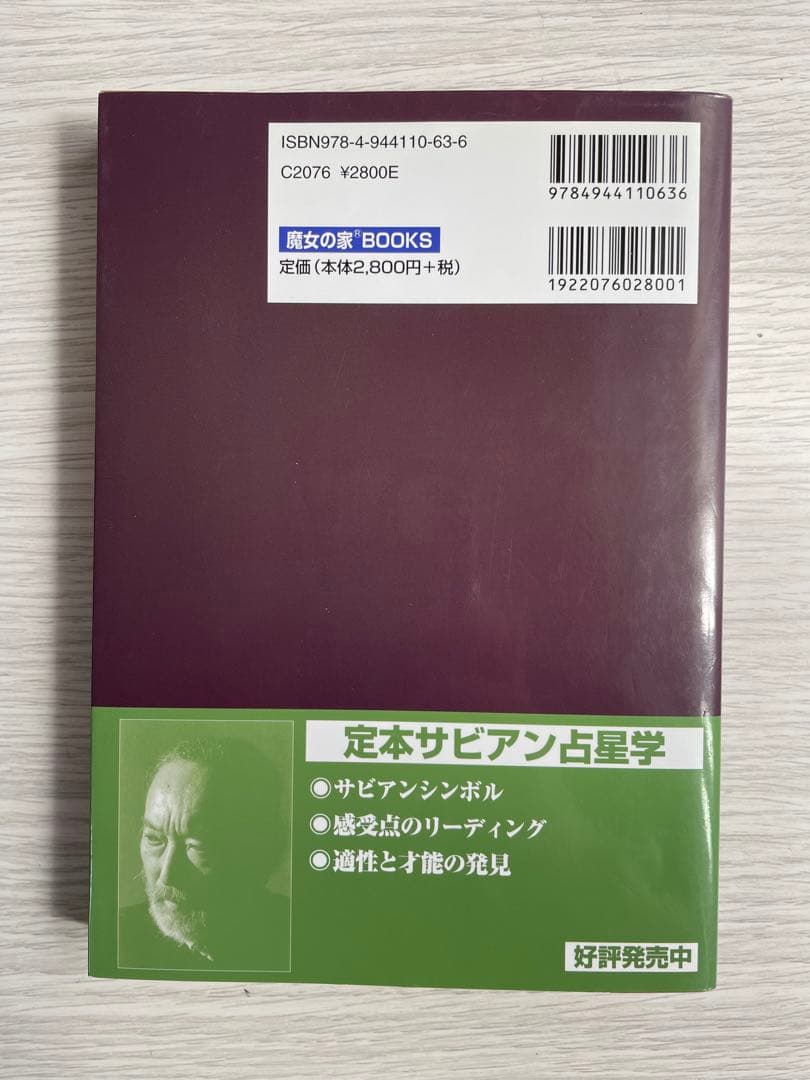 ISBN978-4-944110-63-6
C2076 ¥2800E
9784944110636
魔女の家®BOOKS
定価(本体2,800円+税)
1922076028001
定本サビアン占星学
◉サビアンシンボル
◉感受点のリーディング
◉適性と才能の発見
好評発売中